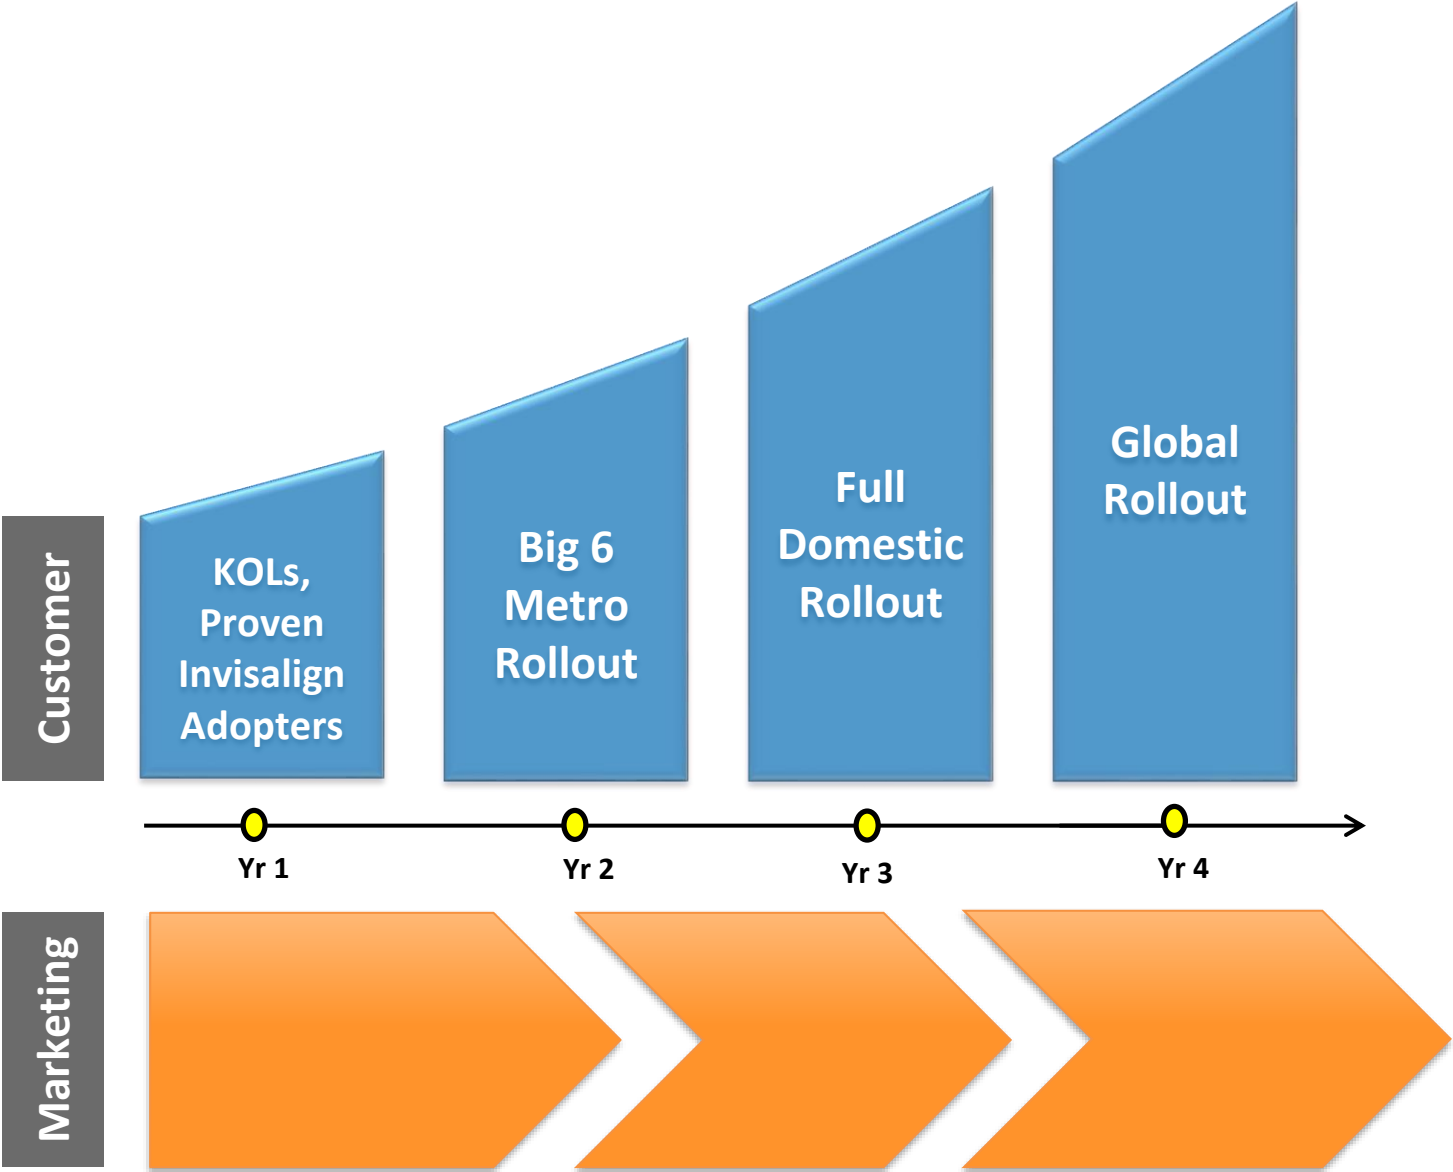 Customer
KOLs,
Proven
Invisalign
Adopters
Big 6
Metro
Rollout
Full
Domestic
Rollout
Global
Rollout
Yr 1
Yr 2
Yr 3
Yr 4
Marketing